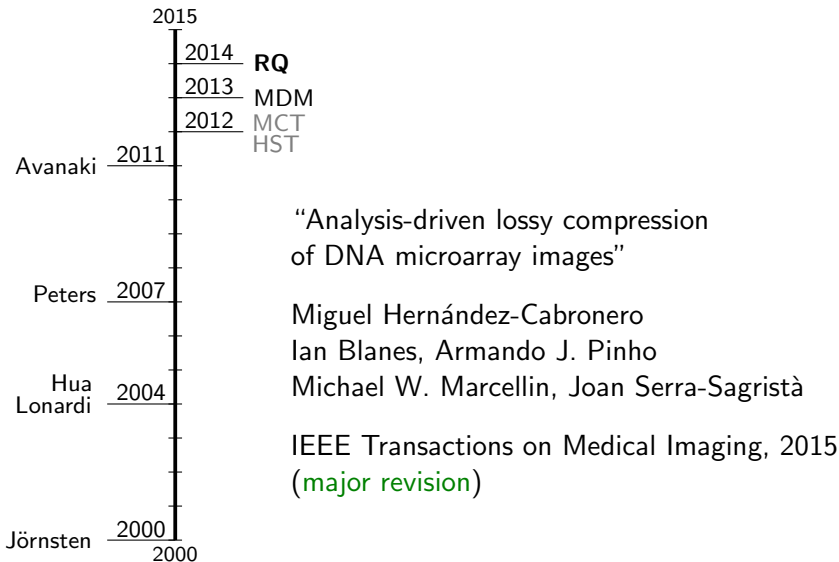 2015
2014 RQ
2013 MDM
2012 MCT
HST
Avanaki 2011
Peters 2007
Hua
Lonardi 2004
Jörnsten 2000
2000
“Analysis-driven lossy compression
of DNA microarray images”
Miguel Hernández-Cabronero
Ian Blanes, Armando J. Pinho
Michael W. Marcellin, Joan Serra-Sagristà
IEEE Transactions on Medical Imaging, 2015
(major revision)